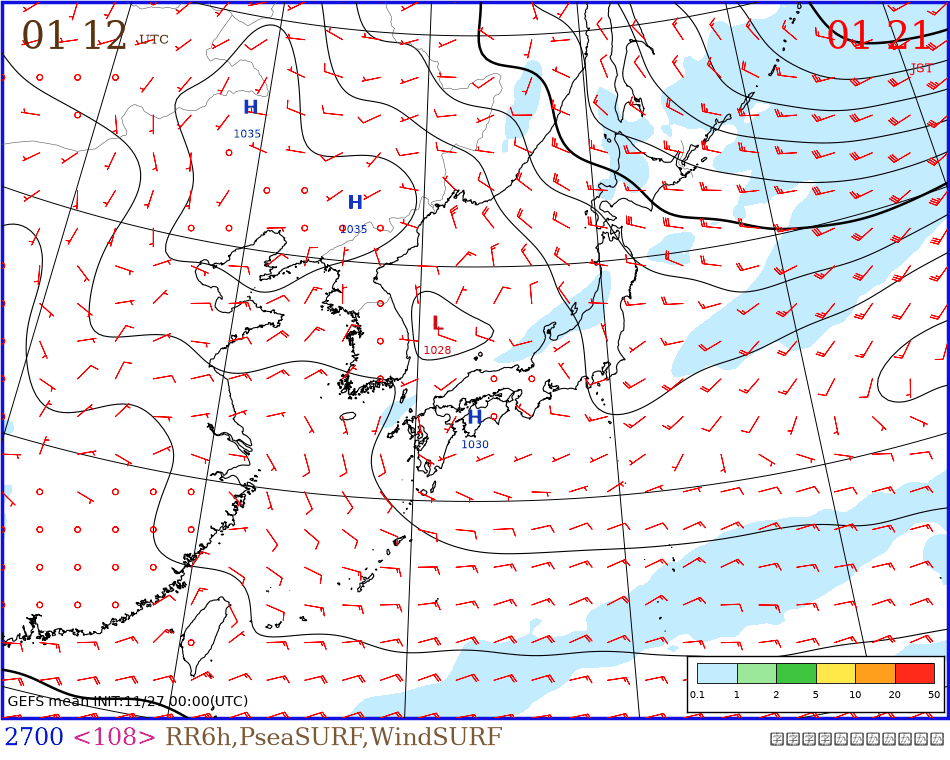 01 12 UTC
01 21
JST
H
1035
H
1035
L
1028
H
1030
0.1 1 2 5 10 20 50
GEFS mean INIT:11/27 00:00(UTC)
2700 <108> RR6h,PseaSURF,WindSURF